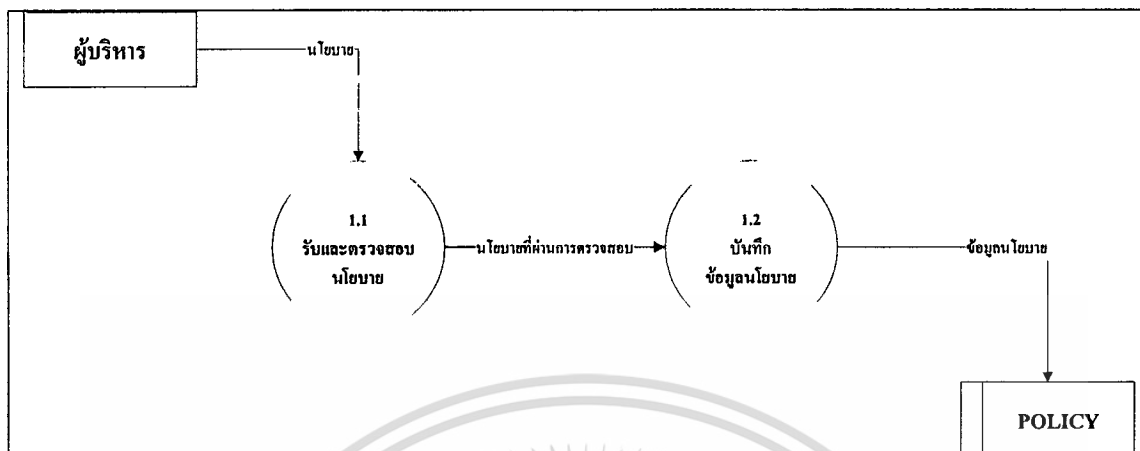 ผู้บริหาร
นโยบาย
1.1
รับและตรวจสอบ
นโยบาย
นโยบายที่ผ่านการตรวจสอบ
1.2
บันทึก
ข้อมูลนโยบาย
ข้อมูลนโยบาย
POLICY